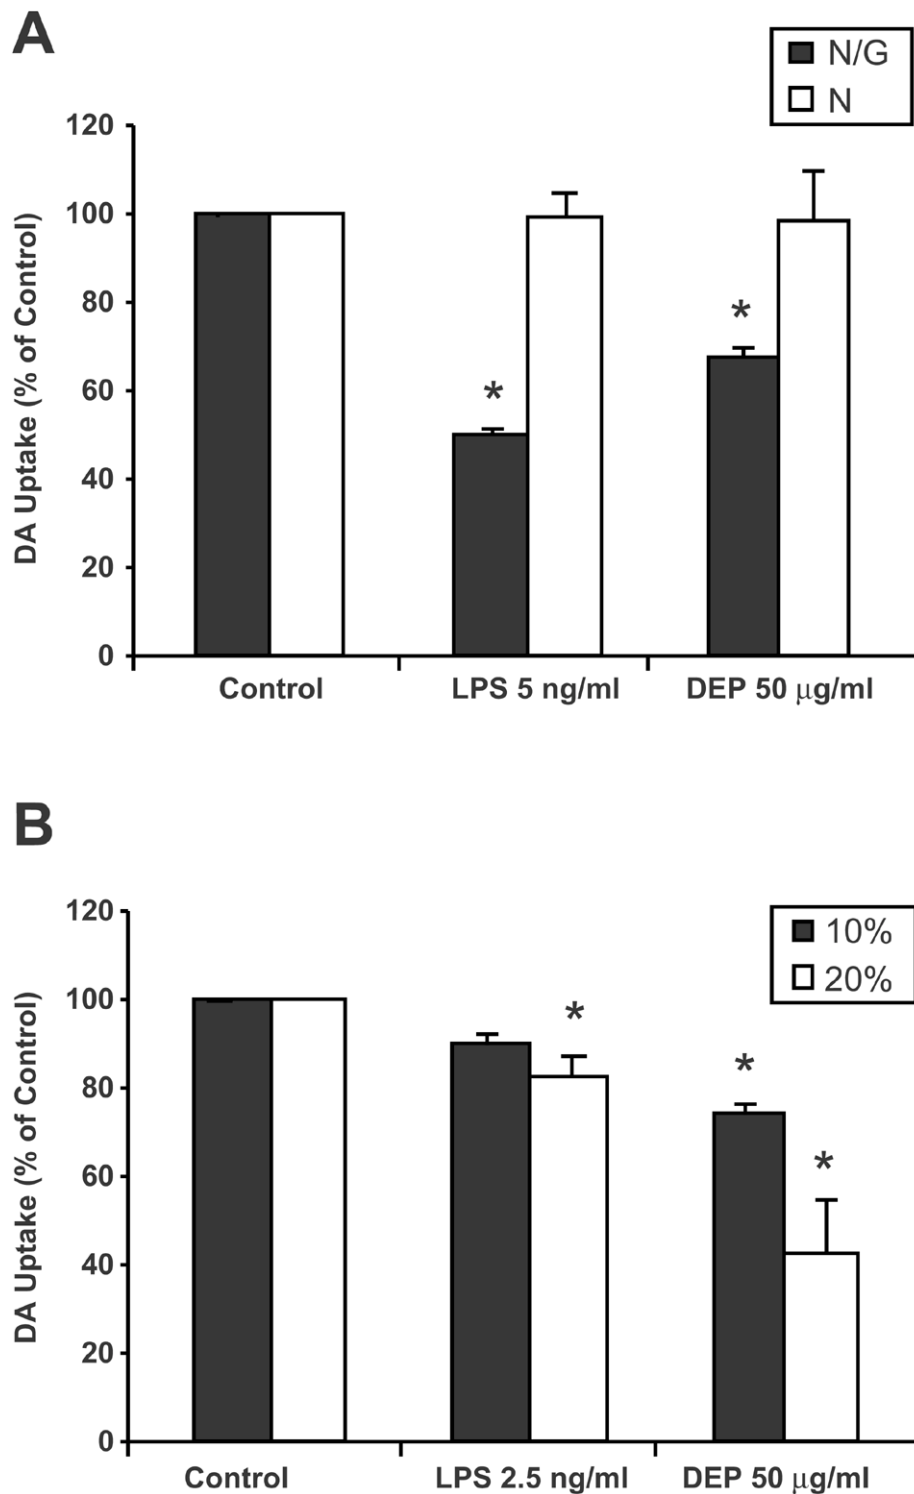 A
N/G
N
DA Uptake (% of Control)
120
100
80
60
40
20
0
*
*
Control
LPS 5 ng/ml
DEP 50 µg/ml
B
10%
20%
DA Uptake (% of Control)
120
100
80
60
40
20
0
*
*
*
Control
LPS 2.5 ng/ml
DEP 50 µg/ml